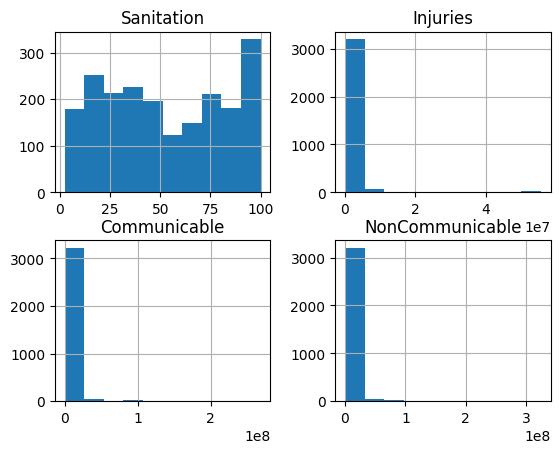 Sanitation
300
200
100
0
0 25 50 75 100
Injuries
3000
2000
1000
0
0 2 4
1e7
Communicable
3000
2000
1000
0
0 1 2
1e8
NonCommunicable
3000
2000
1000
0
0 1 2 3
1e8